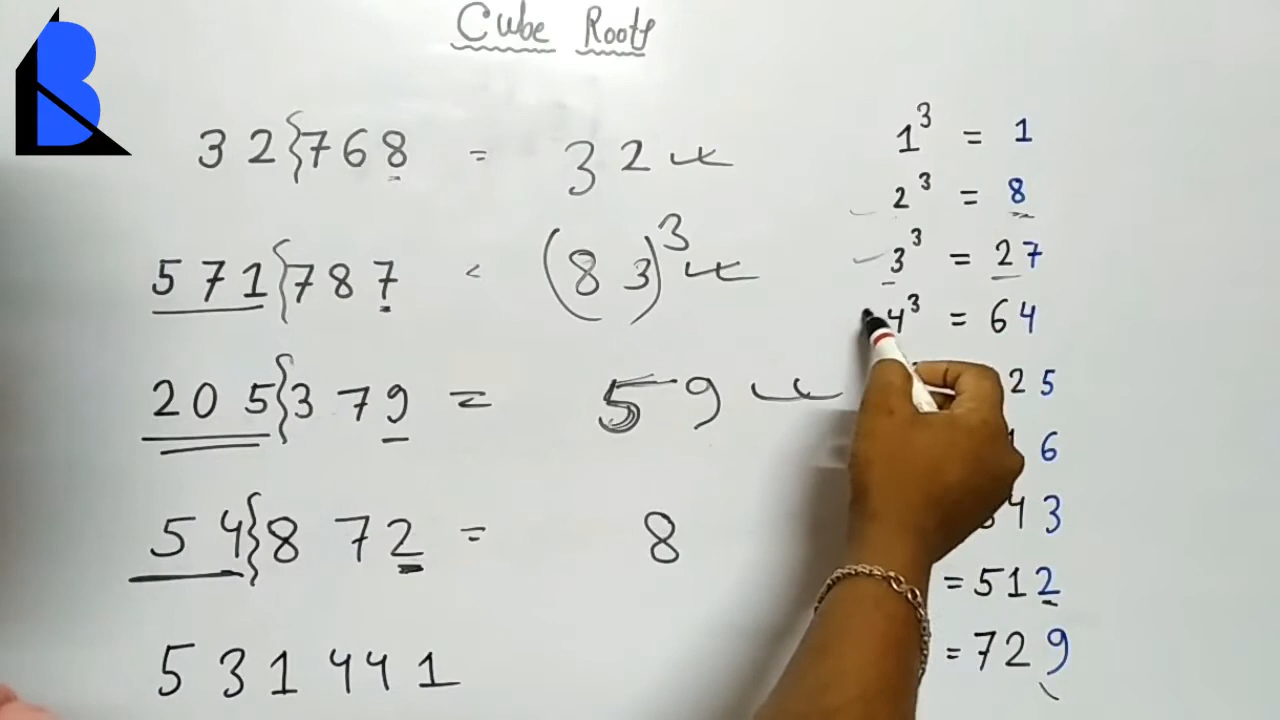 Cube Roots
32{768 = 32
571{787 < (83)³
205{379 = 59
54{872 = 8
531441
1³ = 1
2³ = 8
3³ = 27
4³ = 64
25
6
43
= 512
= 729
B